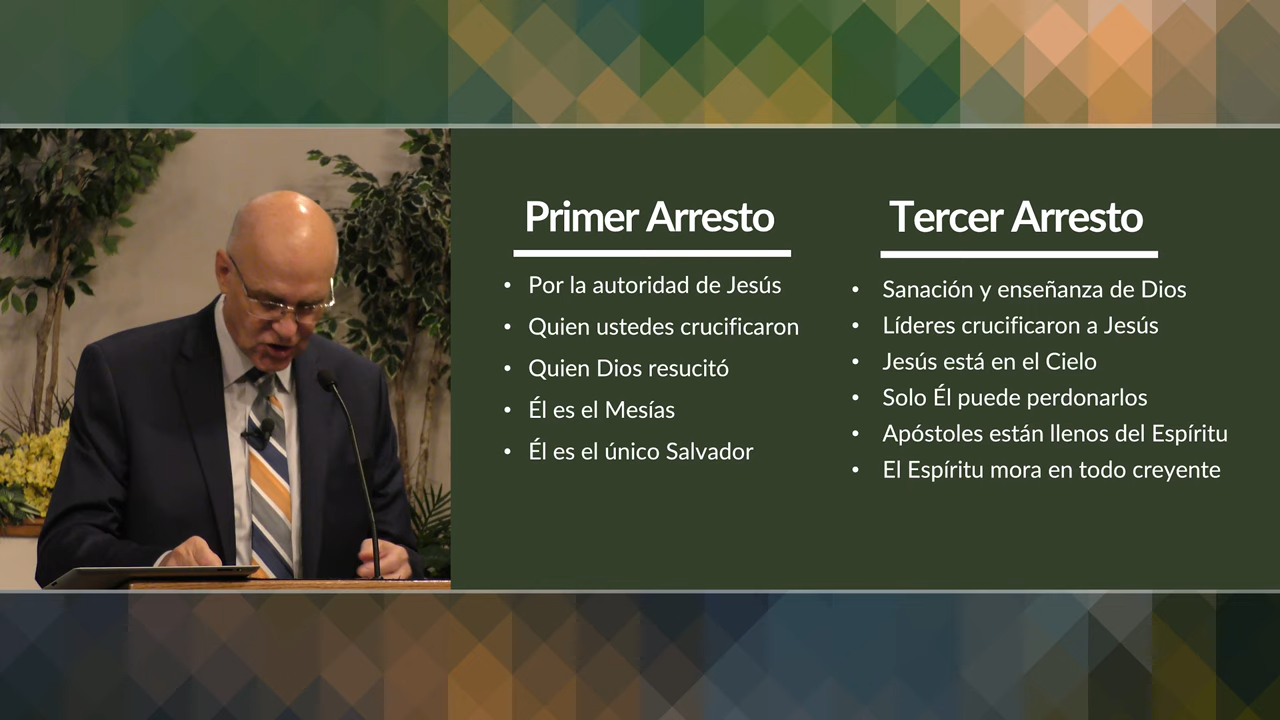 Primer Arresto
• Por la autoridad de Jesús
• Quien ustedes crucificaron
• Quien Dios resucitó
• Él es el Mesías
• Él es el único Salvador
Tercer Arresto
• Sanación y enseñanza de Dios
• Líderes crucificaron a Jesús
• Jesús está en el Cielo
• Solo Él puede perdonarlos
• Apóstoles están llenos del Espíritu
• El Espíritu mora en todo creyente